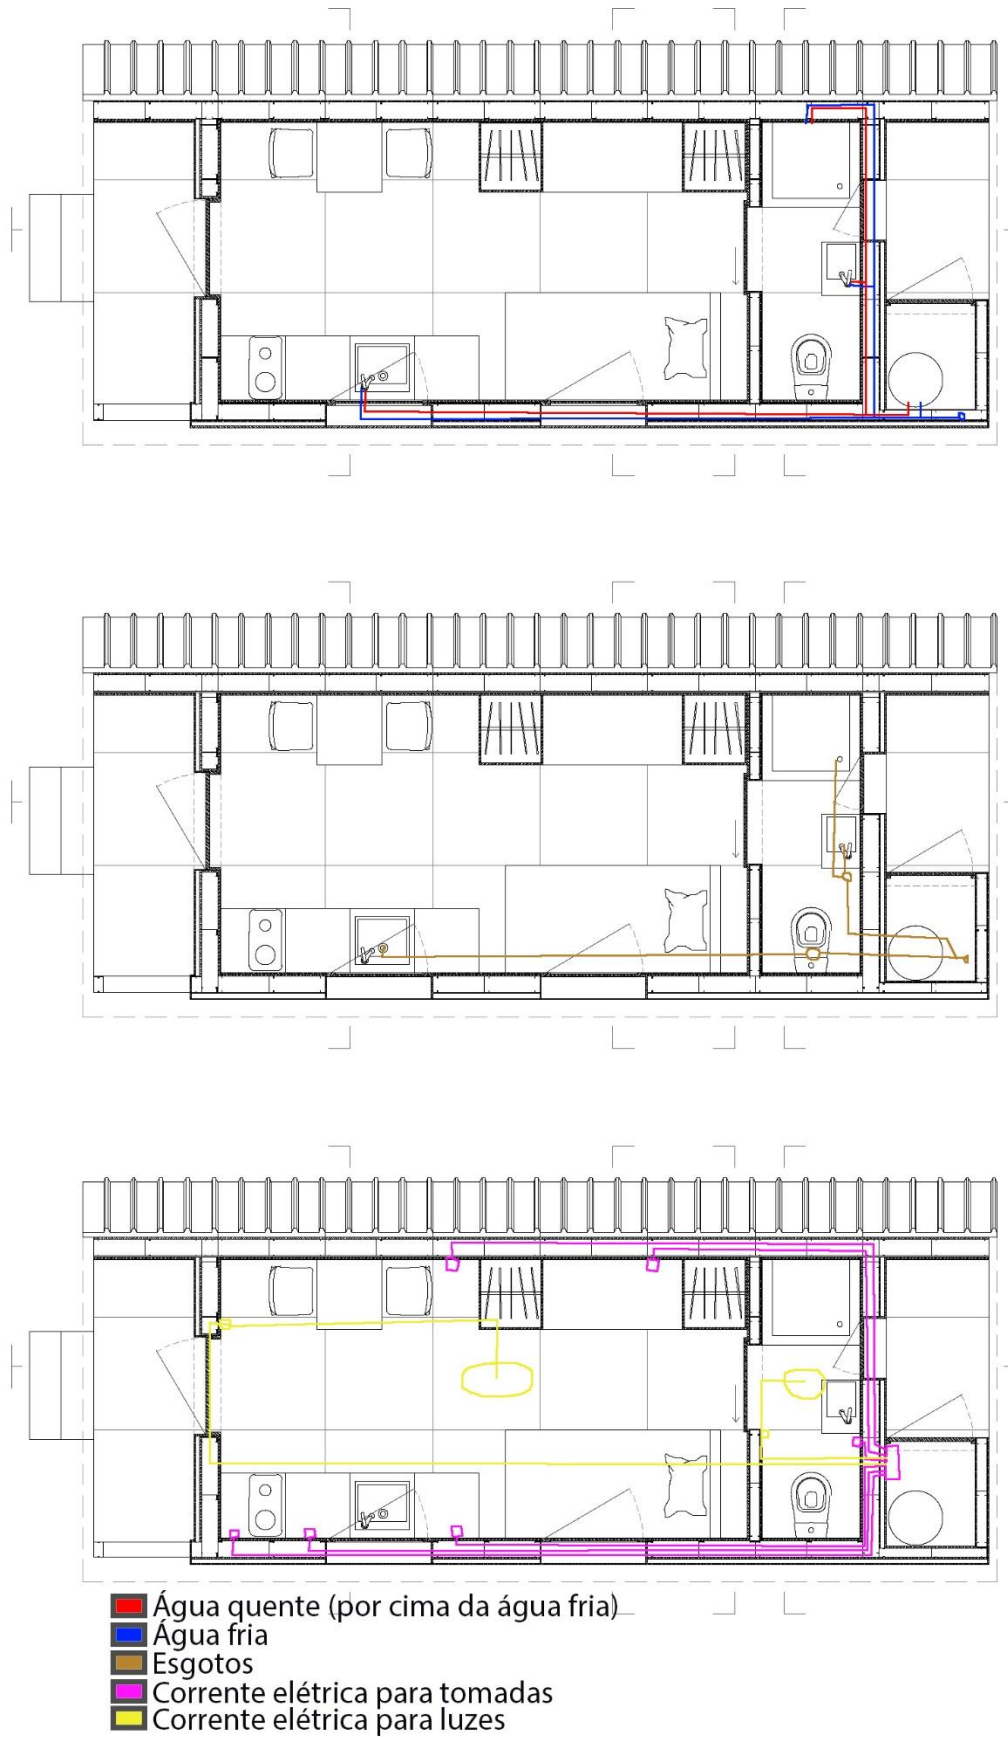 Água quente (por cima da água fria)
Água fria
Esgotos
Corrente elétrica para tomadas
Corrente elétrica para luzes